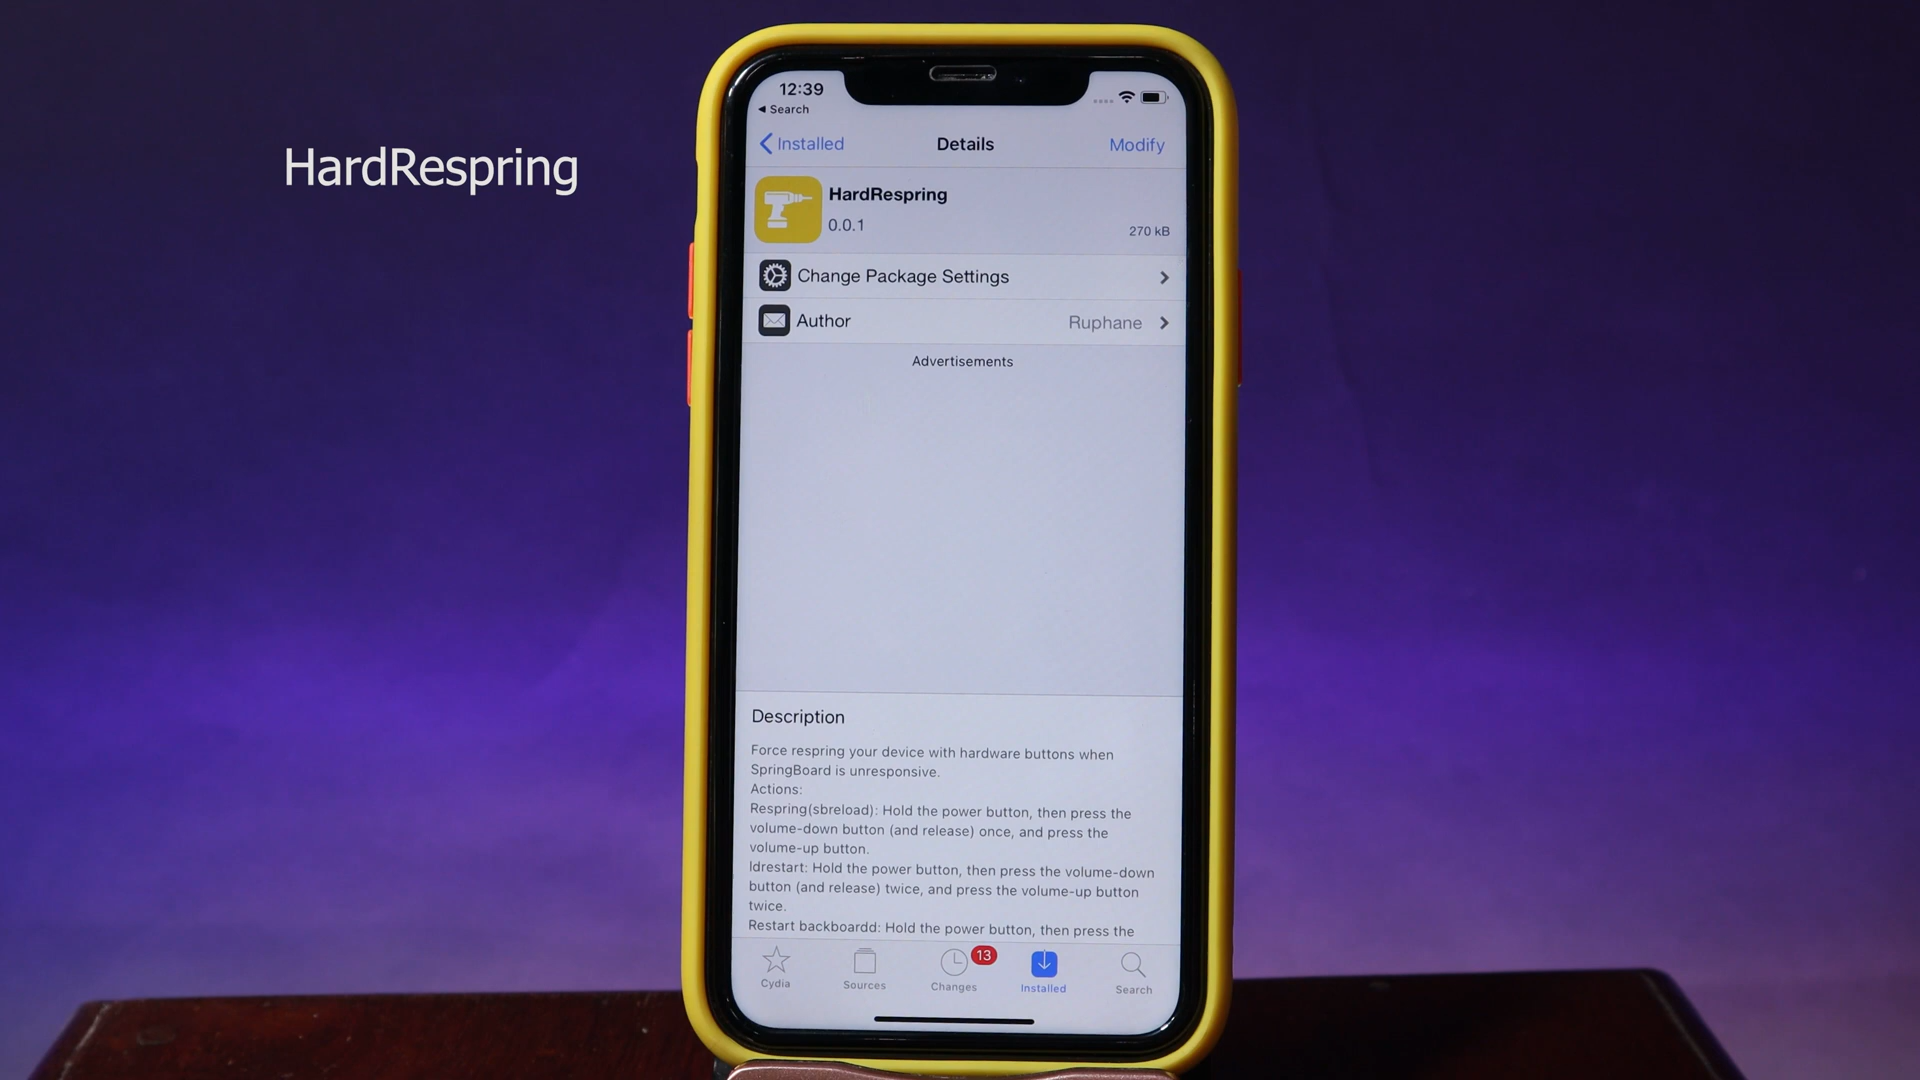 HardRespring
12:39
Search
Installed
Details
Modify
HardRespring
0.0.1
270 kB
Change Package Settings
Author
Ruphane
Advertisements
Description
Force respring your device with hardware buttons when
SpringBoard is unresponsive.
Actions:
Respring(sbreload): Hold the power button, then press the
volume-down button (and release) once, and press the
volume-up button.
ldrestart: Hold the power button, then press the volume-down
button (and release) twice, and press the volume-up button
twice.
Restart backboardd: Hold the power button, then press the
Cydia
Sources
13
Changes
Installed
Search